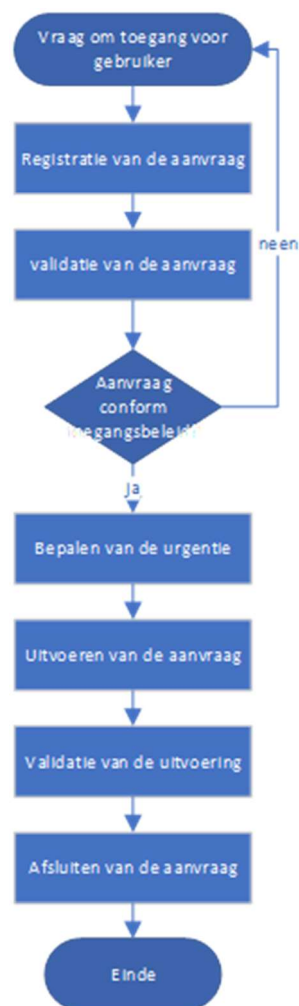 Vraag om toegang voor
gebruiker
Registratie van de aanvraag
validatie van de aanvraag
neen
Aanvraag
conform
toegangsbeleid?
Ja
Bepalen van de urgentie
Uitvoeren van de aanvraag
Validatie van de uitvoering
Afsluiten van de aanvraag
Einde